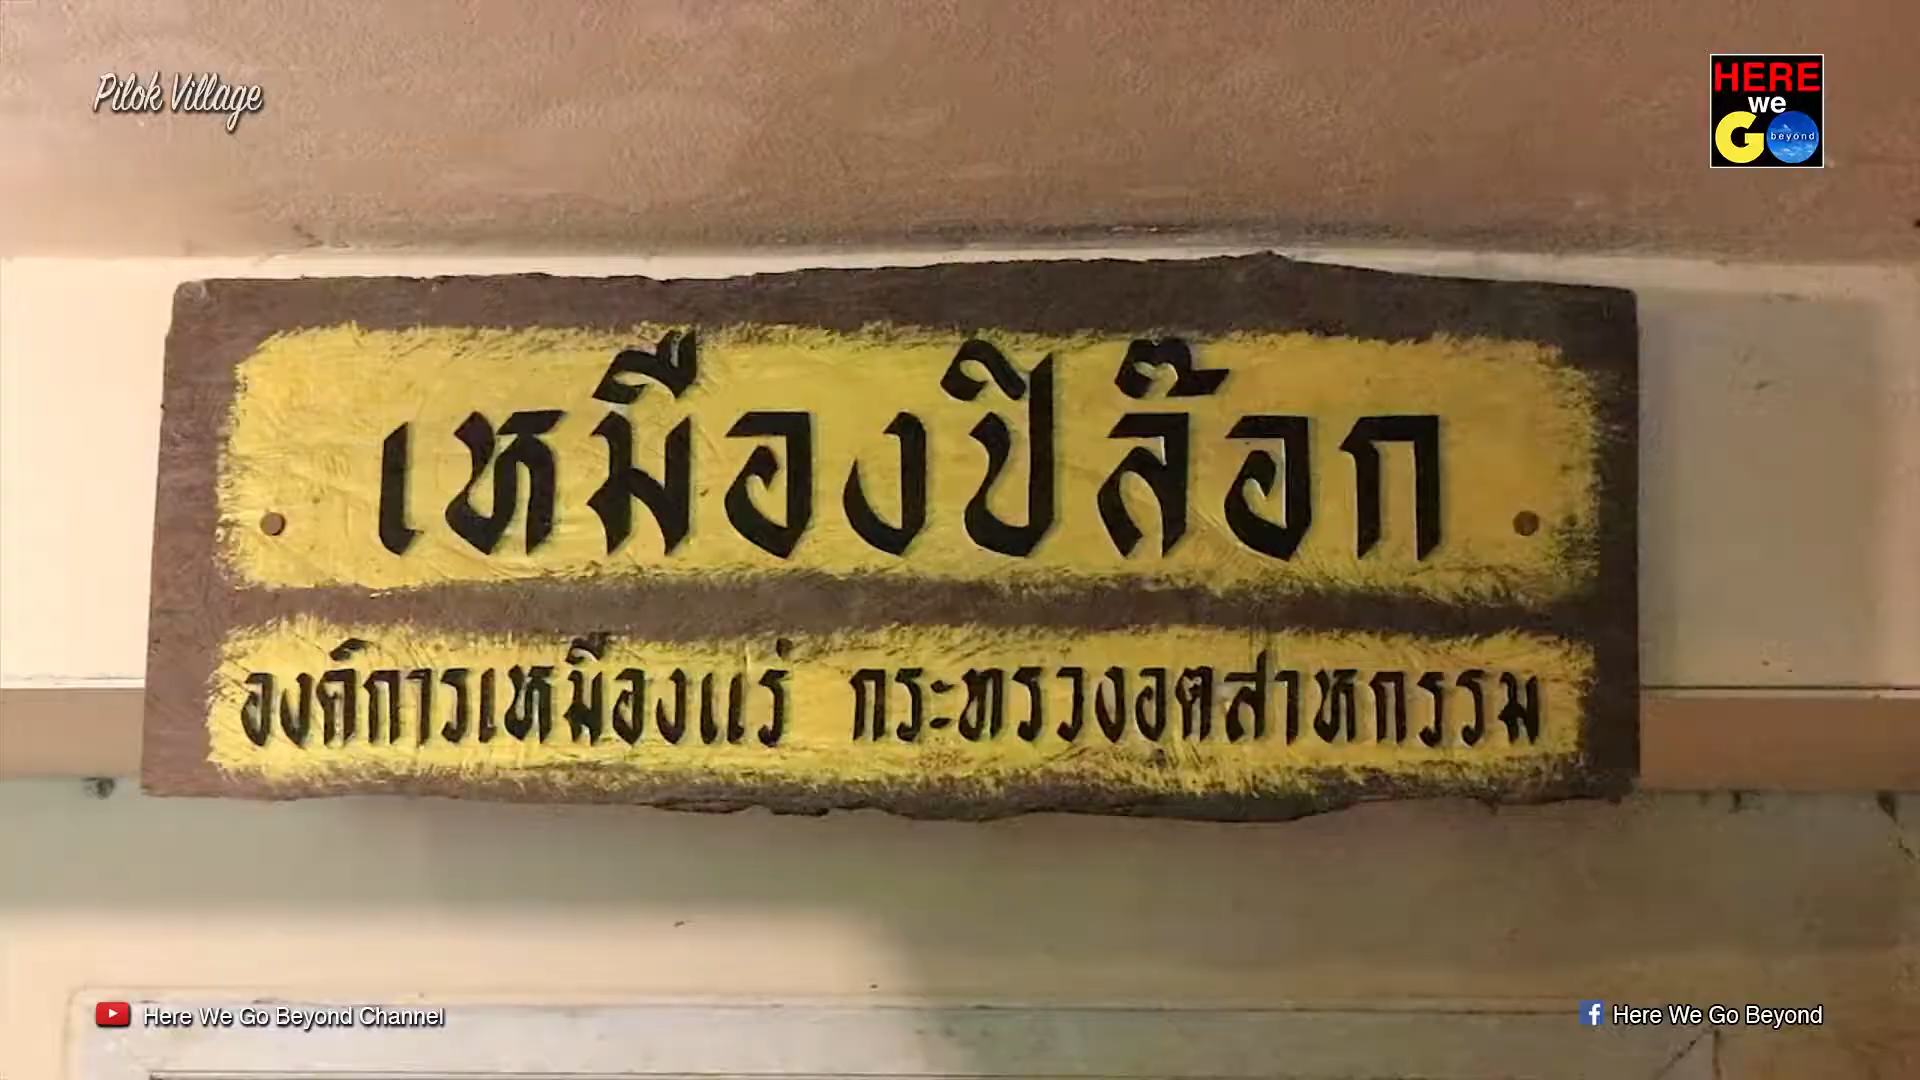 Pilok Village
HERE
we
GO
beyond
เหมืองปิล๊อก
องค์การเหมืองแร่ กระทรวงอุตสาหกรรม
Here We Go Beyond Channel
Here We Go Beyond